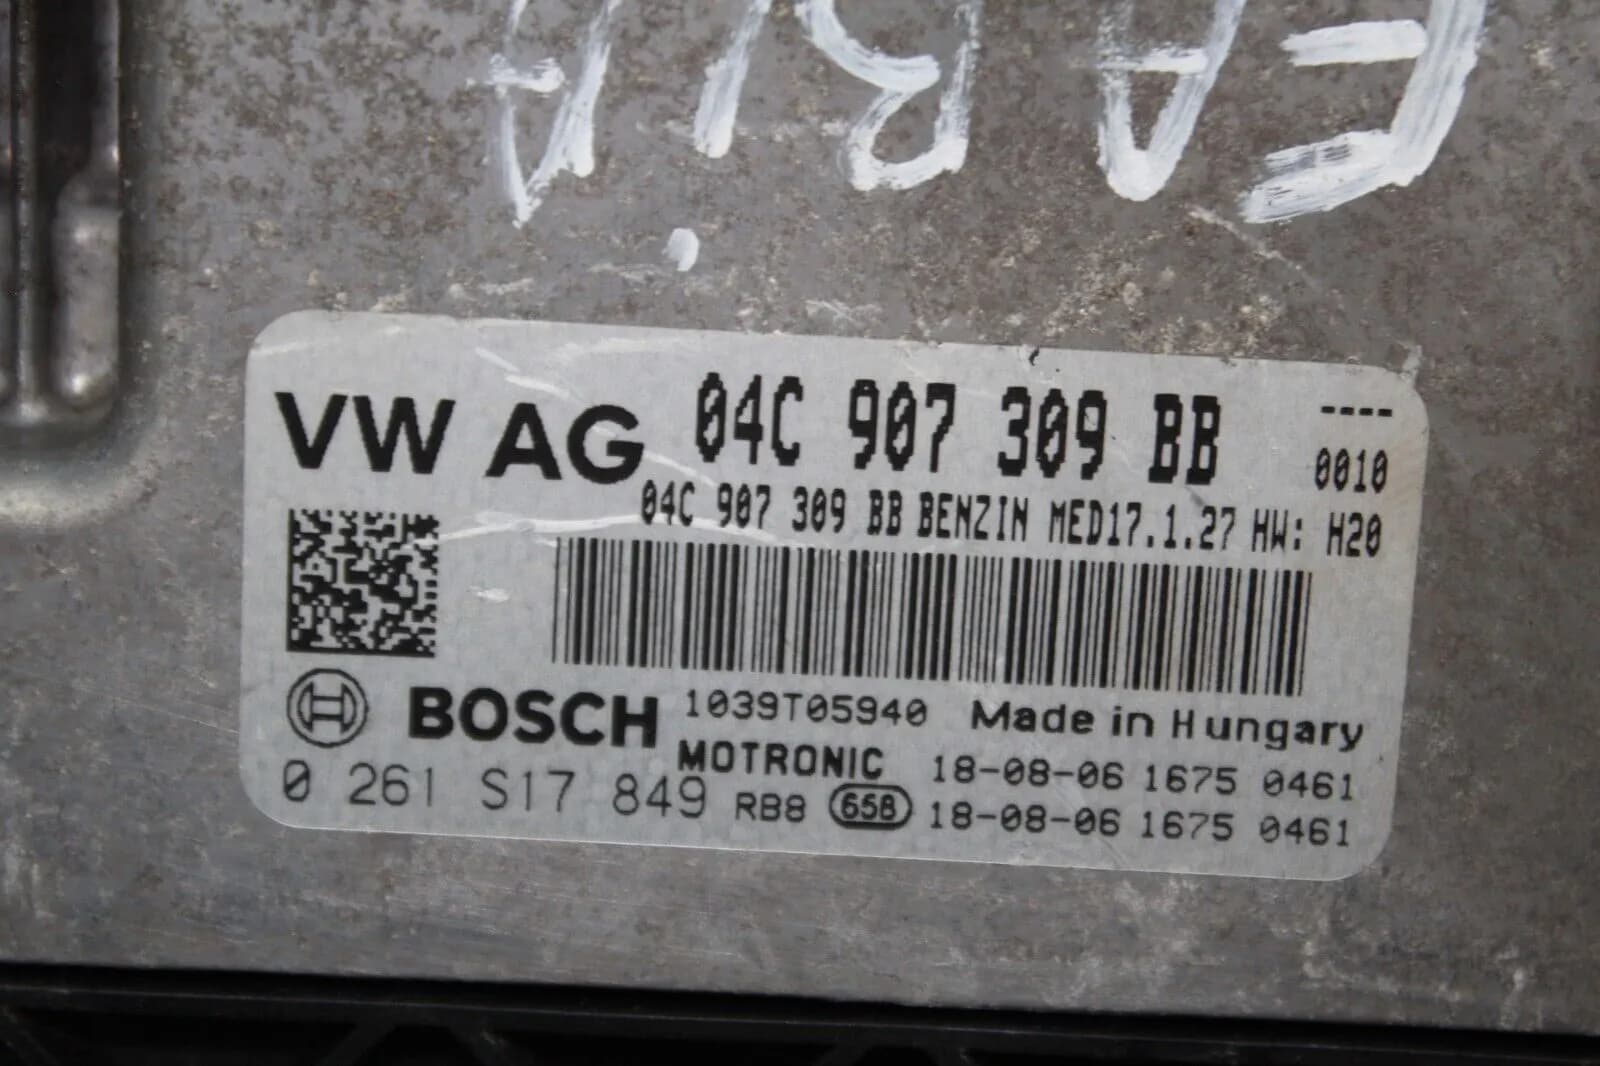 VW AG 04C 907 309 BB ----
0010
04C 907 309 BB BENZIN MED17.1.27 HW: H20
BOSCH 1039T05940 Made in Hungary
MOTRONIC 18-08-06 1675 0461
0 261 S17 849 RB8 658 18-08-06 1675 0461